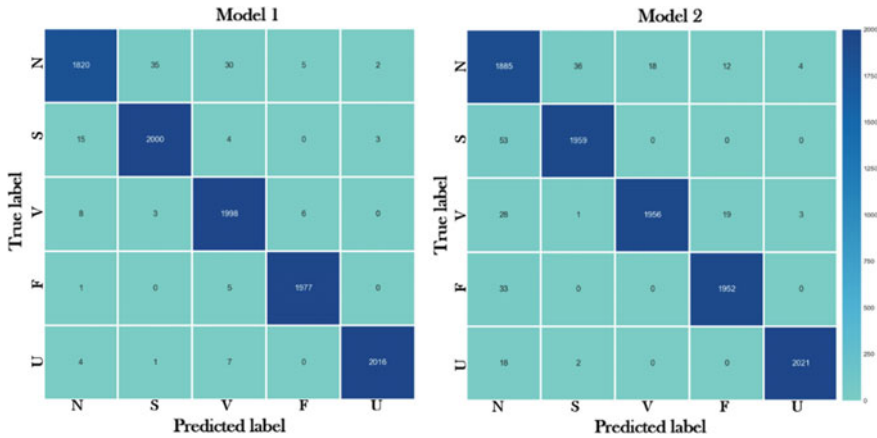 Model 1
Model 2
True label
N 1820 35 30 5 2
S 15 2000 4 0 3
V 8 3 1998 6 0
F 1 0 5 1977 0
U 4 1 7 0 2016
N S V F U
Predicted label
True label
N 1885 36 18 12 4
S 53 1959 0 0 0
V 28 1 1956 19 3
F 33 0 0 1952 0
U 18 2 0 0 2021
N S V F U
Predicted label
2000
1750
1500
1250
1000
750
500
250
0